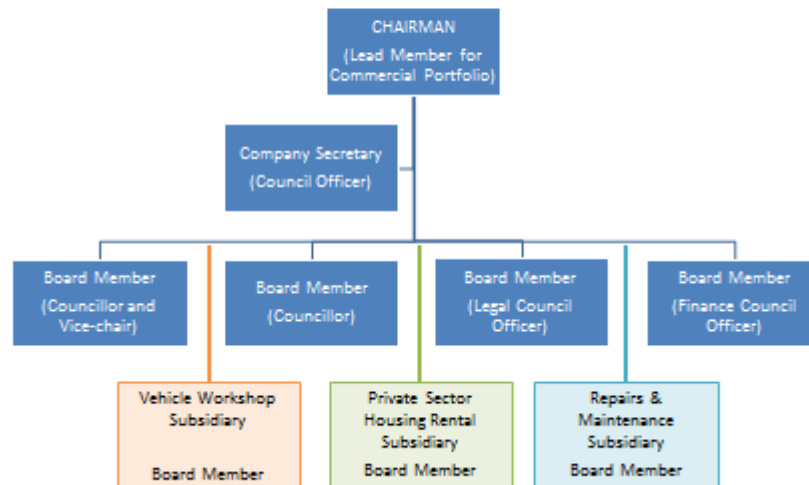 CHAIRMAN
(Lead Member for
Commercial Portfolio)
Company Secretary
(Council Officer)
Board Member
(Councillor and
Vice-chair)
Board Member
(Councillor)
Board Member
(Legal Council
Officer)
Board Member
(Finance Council
Officer)
Vehicle Workshop
Subsidiary
Board Member
Private Sector
Housing Rental
Subsidiary
Board Member
Repairs &
Maintenance
Subsidiary
Board Member